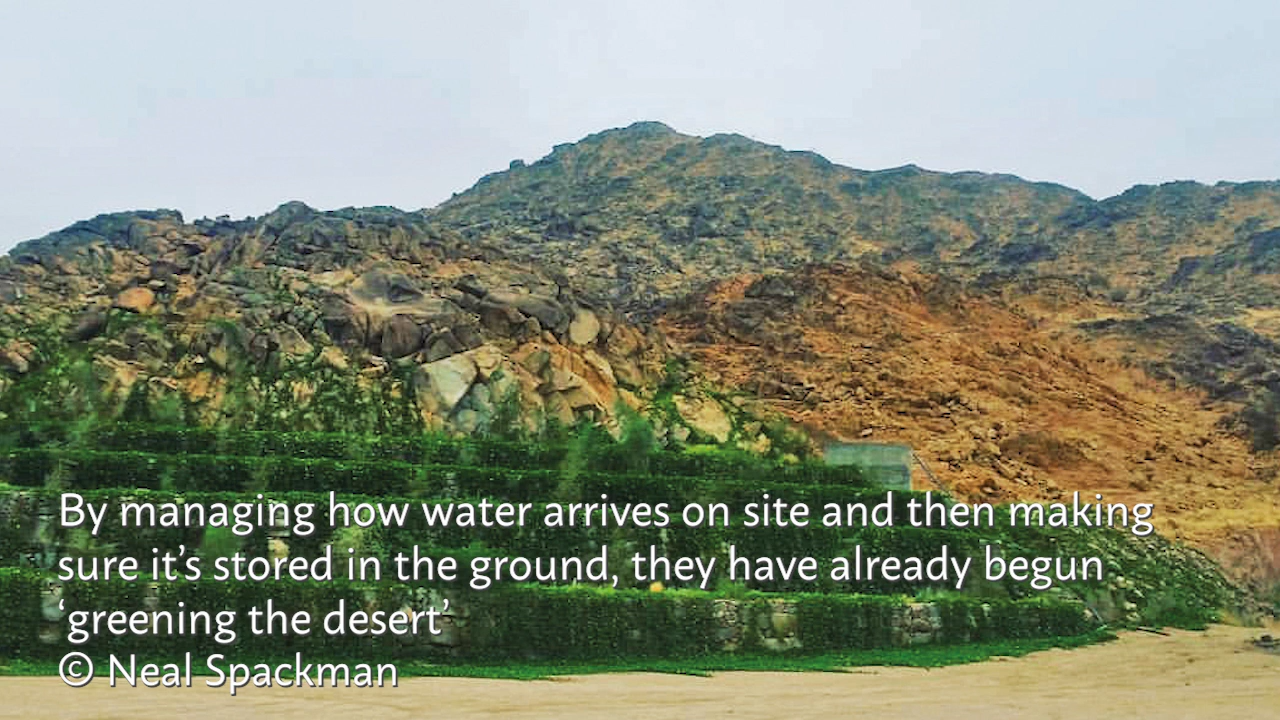 By managing how water arrives on site and then making
sure it’s stored in the ground, they have already begun
‘greening the desert’
© Neal Spackman